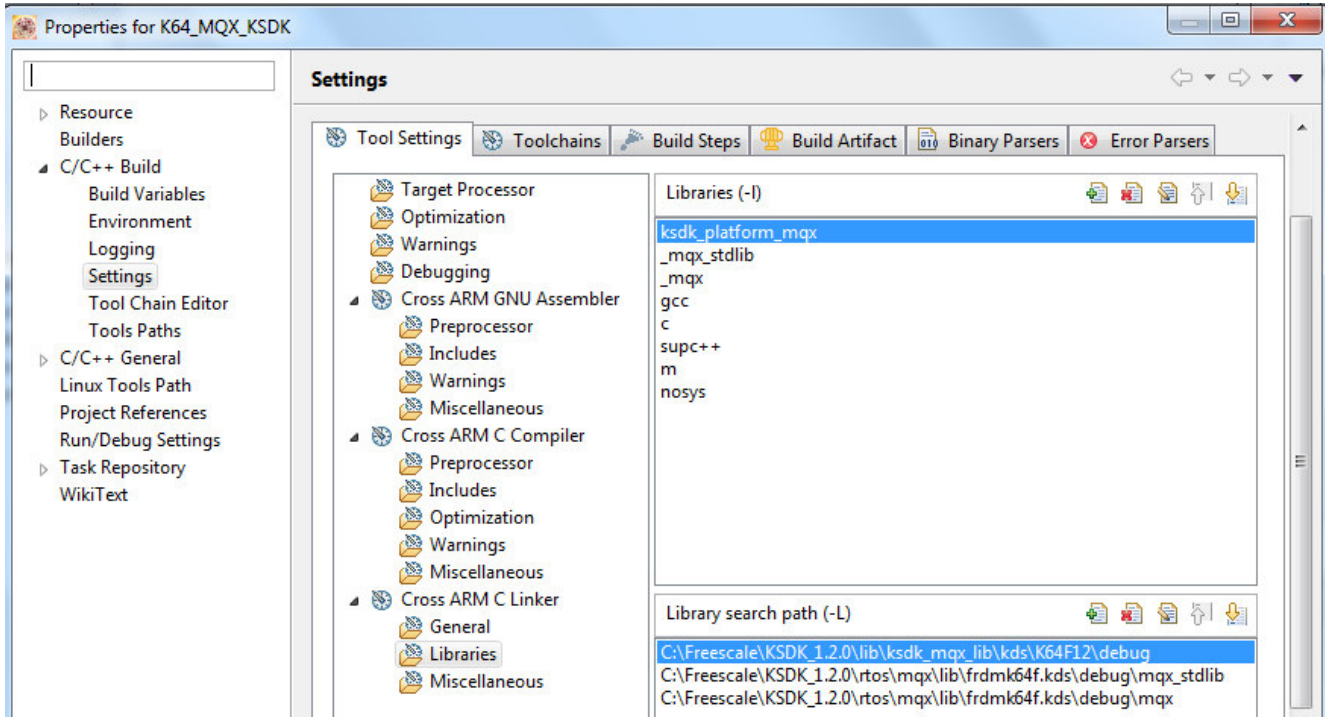 Properties for K64_MQX_KSDK
Resource
Builders
C/C++ Build
Build Variables
Environment
Logging
Settings
Tool Chain Editor
Tools Paths
C/C++ General
Linux Tools Path
Project References
Run/Debug Settings
Task Repository
WikiText
Settings
Tool Settings Toolchains Build Steps Build Artifact Binary Parsers Error Parsers
Target Processor
Optimization
Warnings
Debugging
Cross ARM GNU Assembler
Preprocessor
Includes
Warnings
Miscellaneous
Cross ARM C Compiler
Preprocessor
Includes
Optimization
Warnings
Miscellaneous
Cross ARM C Linker
General
Libraries
Miscellaneous
Libraries (-l)
ksdk_platform_mqx
_mqx_stdlib
_mqx
gcc
c
supc++
m
nosys
Library search path (-L)
C:\Freescale\KSDK_1.2.0\lib\ksdk_mqx_lib\kds\K64F12\debug
C:\Freescale\KSDK_1.2.0\rtos\mqx\lib\frdmk64f.kds\debug\mqx_stdlib
C:\Freescale\KSDK_1.2.0\rtos\mqx\lib\frdmk64f.kds\debug\mqx